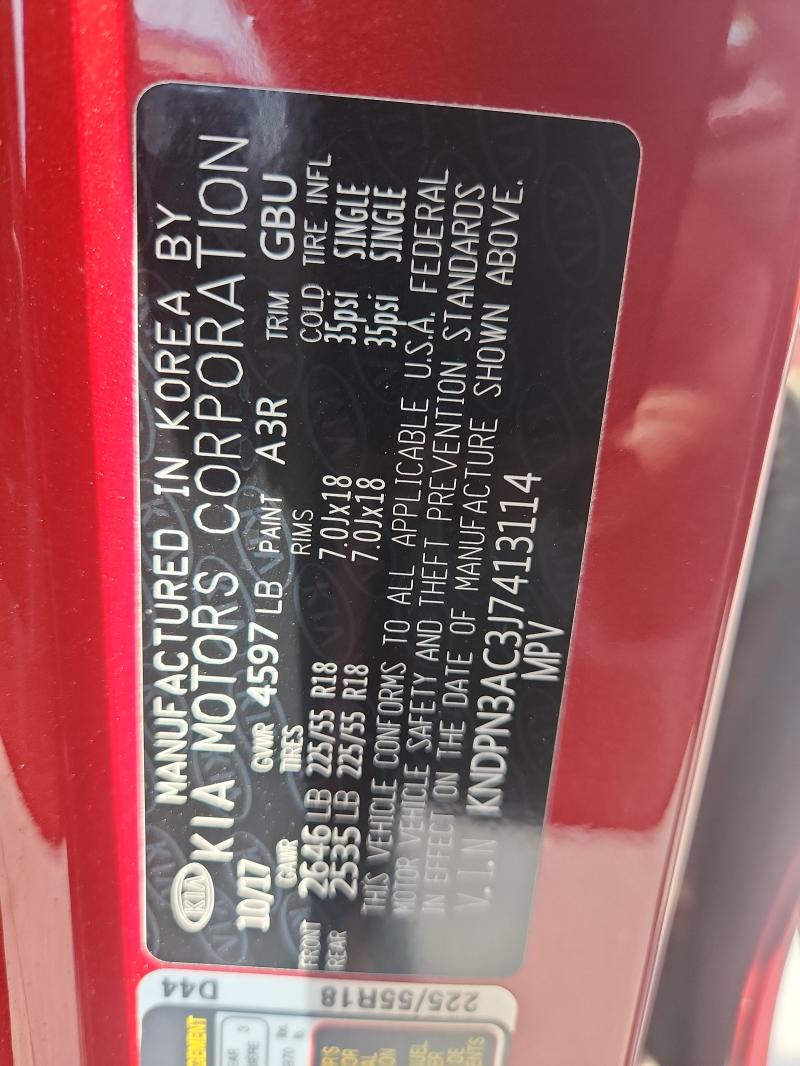 MANUFACTURED IN KOREA BY
KIA KIA MOTORS CORPORATION
10/17 GVWR 4597 LB PAINT A3R TRIM GBU
GAWR TIRES RIMS COLD TIRE INFL
FRONT 2646 LB 225/55 R18 7.0Jx18 35psi SINGLE
REAR 2535 LB 225/55 R18 7.0Jx18 35psi SINGLE
THIS VEHICLE CONFORMS TO ALL APPLICABLE U.S.A. FEDERAL
MOTOR VEHICLE SAFETY AND THEFT PREVENTION STANDARDS
IN EFFECT ON THE DATE OF MANUFACTURE SHOWN ABOVE.
V.I.N KNDPN3AC3J7413114
MPV
D44
225/55R18